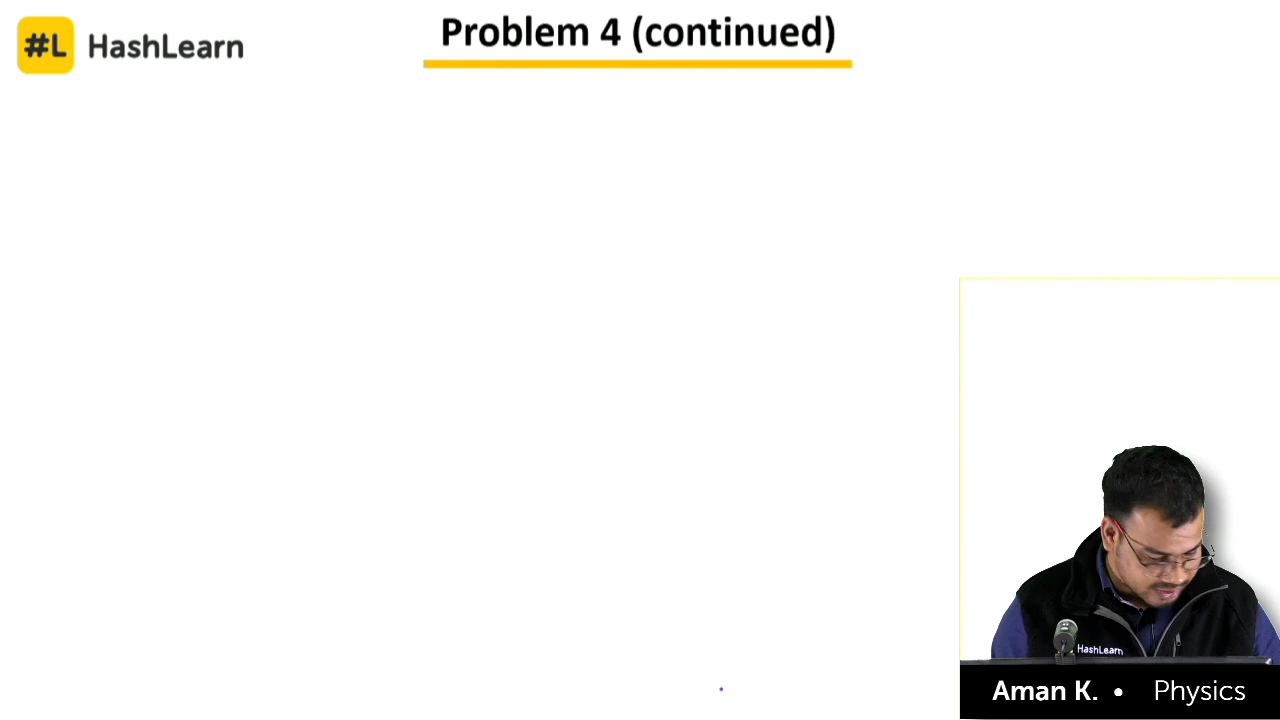 #L HashLearn
Problem 4 (continued)
HashLearn
Aman K. • Physics